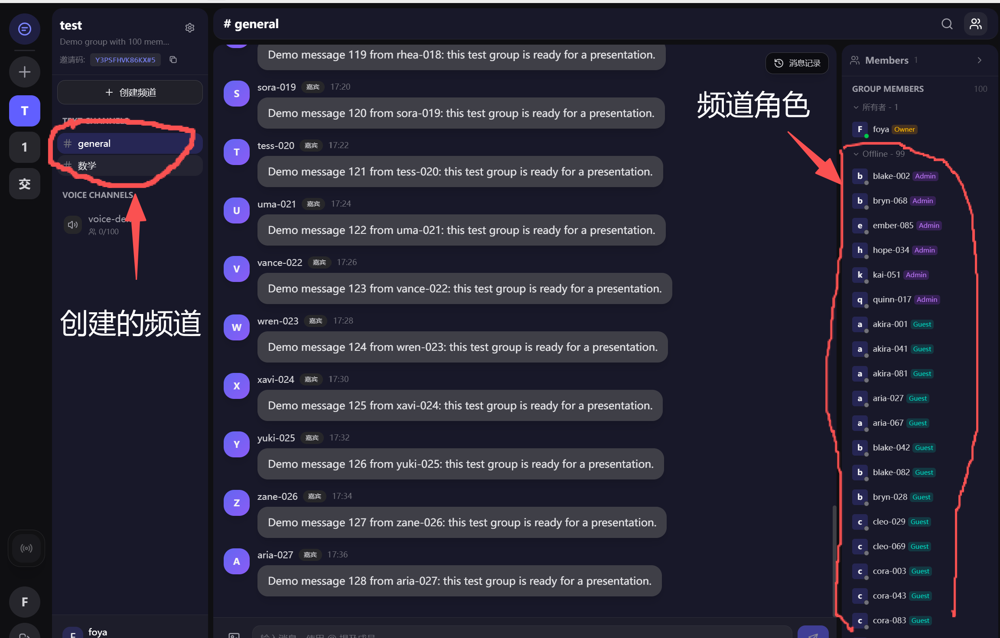 test
Demo group with 100 mem...
邀请码: Y3PSFHVK86KX#5
+ 创建频道
TEXT CHANNELS
# general
# 数学
VOICE CHANNELS
0/100
创建的频道
T
1
交
F
foya
F
# general
消息记录
频道角色
Demo message 119 from rhea-018: this test group is ready for a presentation.
S
sora-019 嘉宾 17:20
Demo message 120 from sora-019: this test group is ready for a presentation.
T
tess-020 嘉宾 17:22
Demo message 121 from tess-020: this test group is ready for a presentation.
U
uma-021 嘉宾 17:24
Demo message 122 from uma-021: this test group is ready for a presentation.
V
vance-022 嘉宾 17:26
Demo message 123 from vance-022: this test group is ready for a presentation.
W
wren-023 嘉宾 17:28
Demo message 124 from wren-023: this test group is ready for a presentation.
X
xavi-024 嘉宾 17:30
Demo message 125 from xavi-024: this test group is ready for a presentation.
Y
yuki-025 嘉宾 17:32
Demo message 126 from yuki-025: this test group is ready for a presentation.
Z
zane-026 嘉宾 17:34
Demo message 127 from zane-026: this test group is ready for a presentation.
A
aria-027 嘉宾 17:36
Demo message 128 from aria-027: this test group is ready for a presentation.
Members 1
GROUP MEMBERS 100
所有者 - 1
F foya Owner
Offline - 99
b blake-002 Admin
b bryn-068 Admin
e ember-085 Admin
h hope-034 Admin
k kai-051 Admin
q quinn-017 Admin
a akira-001 Guest
a akira-041 Guest
a akira-081 Guest
a aria-027 Guest
a aria-067 Guest
b blake-042 Guest
b blake-082 Guest
b bryn-028 Guest
c cleo-029 Guest
c cleo-069 Guest
c cora-003 Guest
c cora-043 Guest
c cora-083 Guest